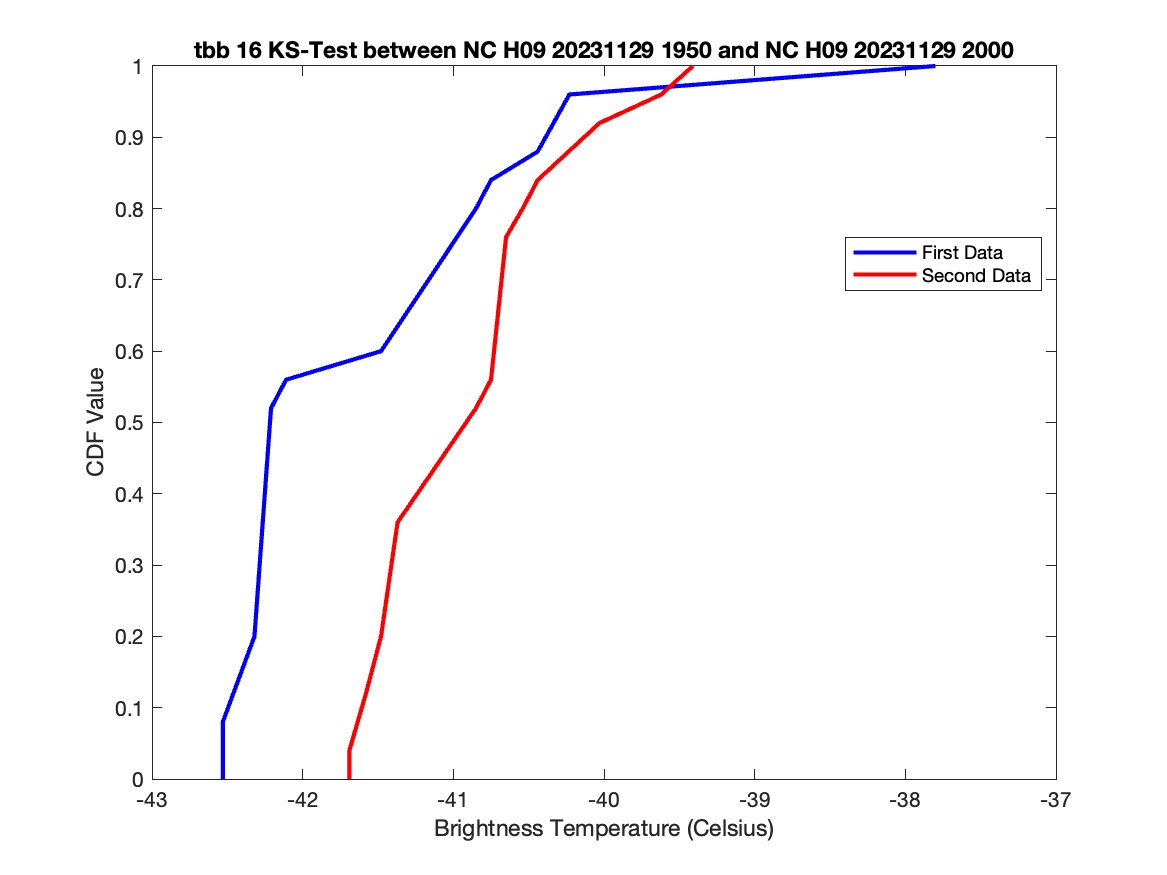 tbb 16 KS-Test between NC H09 20231129 1950 and NC H09 20231129 2000
1
0.9
0.8
0.7
0.6
0.5
0.4
0.3
0.2
0.1
0
CDF Value
First Data
Second Data
-43 -42 -41 -40 -39 -38 -37
Brightness Temperature (Celsius)